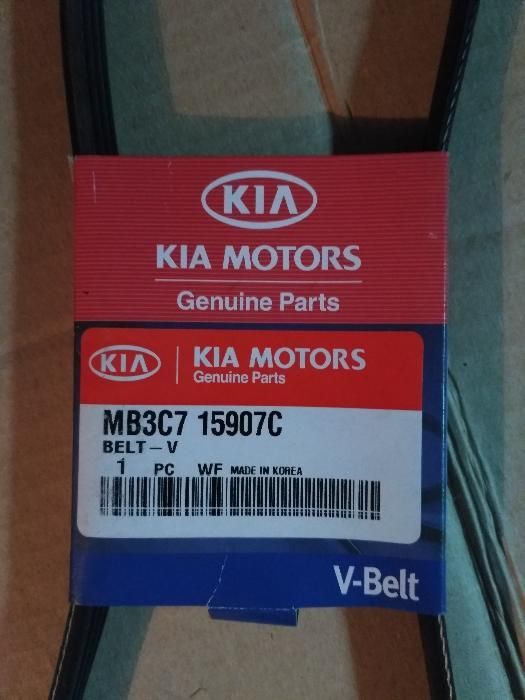 KIA
KIA MOTORS
Genuine Parts
KIA KIA MOTORS
Genuine Parts
MB3C7 15907C
BELT-V
1 PC WF MADE IN KOREA
V-Belt